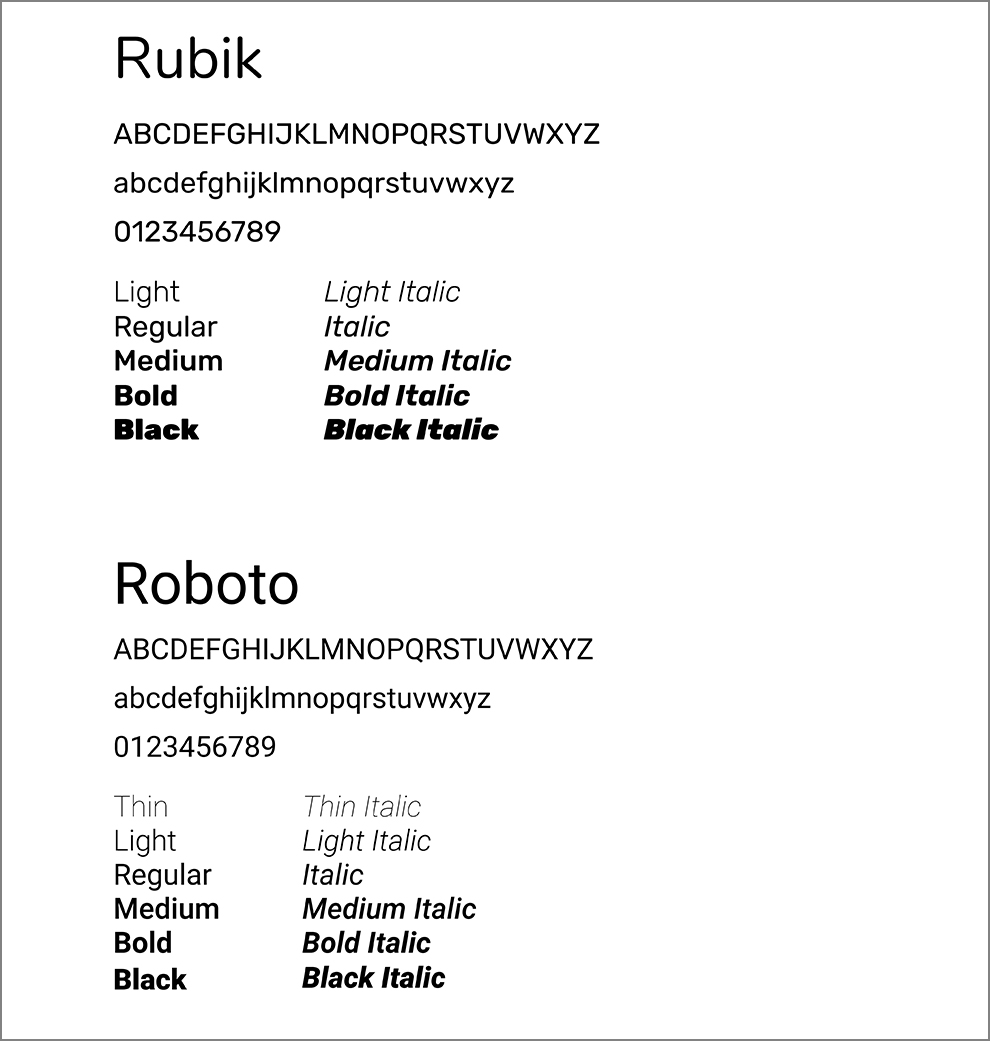 Rubik
ABCDEFGHIJKLMNOPQRSTUVWXYZ
abcdefghijklmnopqrstuvwxyz
0123456789
Light Light Italic
Regular Italic
Medium Medium Italic
Bold Bold Italic
Black Black Italic
Roboto
ABCDEFGHIJKLMNOPQRSTUVWXYZ
abcdefghijklmnopqrstuvwxyz
0123456789
Thin Thin Italic
Light Light Italic
Regular Italic
Medium Medium Italic
Bold Bold Italic
Black Black Italic